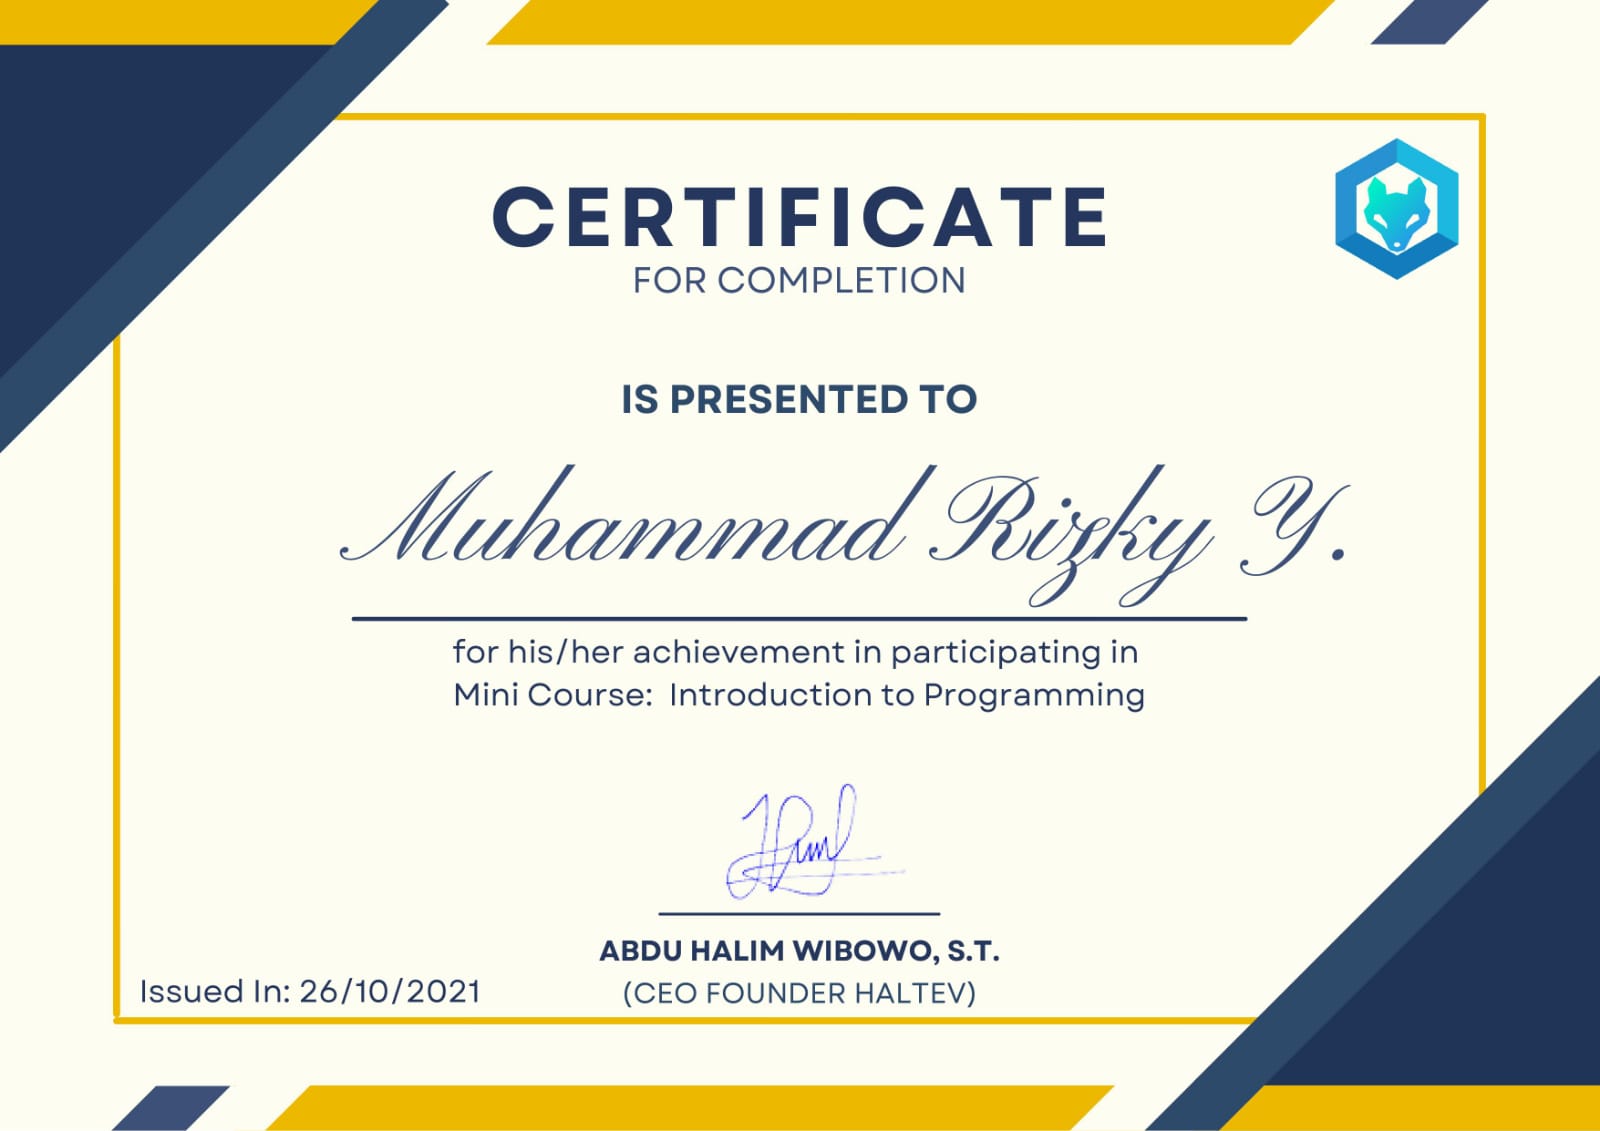 CERTIFICATE
FOR COMPLETION
IS PRESENTED TO
Muhammad Rizky Y.
for his/her achievement in participating in
Mini Course: Introduction to Programming
ABDU HALIM WIBOWO, S.T.
(CEO FOUNDER HALTEV)
Issued In: 26/10/2021